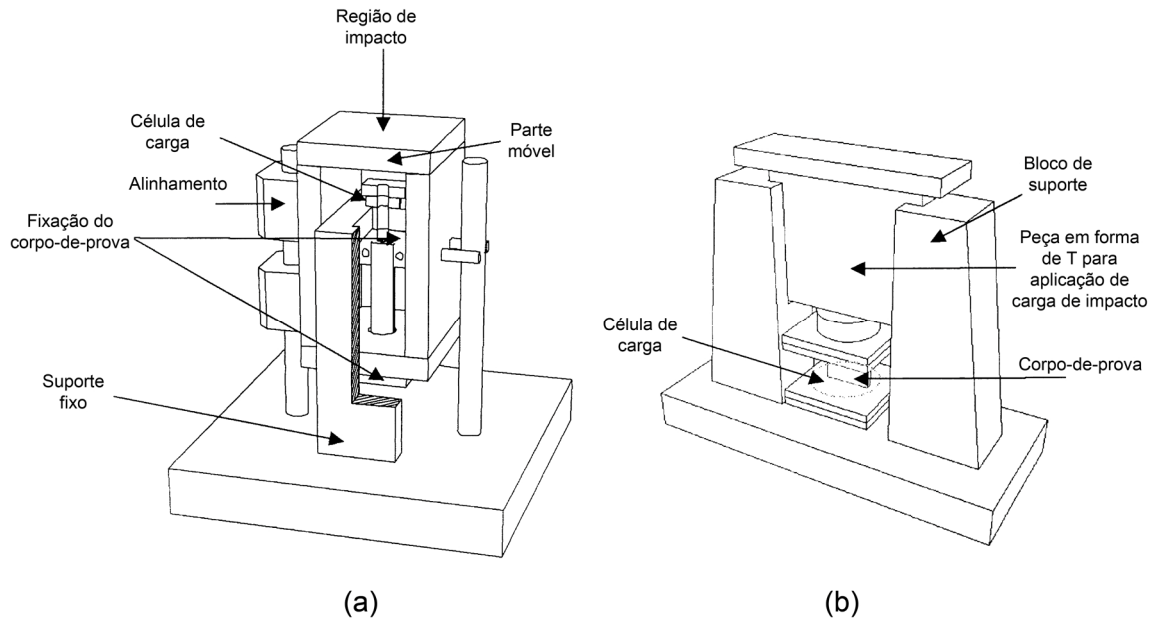 Região de
impacto
Célula de
carga
Parte
móvel
Alinhamento
Fixação do
corpo-de-prova
Suporte
fixo
(a)
Bloco de
suporte
Peça em forma
de T para
aplicação de
carga de impacto
Célula de
carga
Corpo-de-prova
(b)